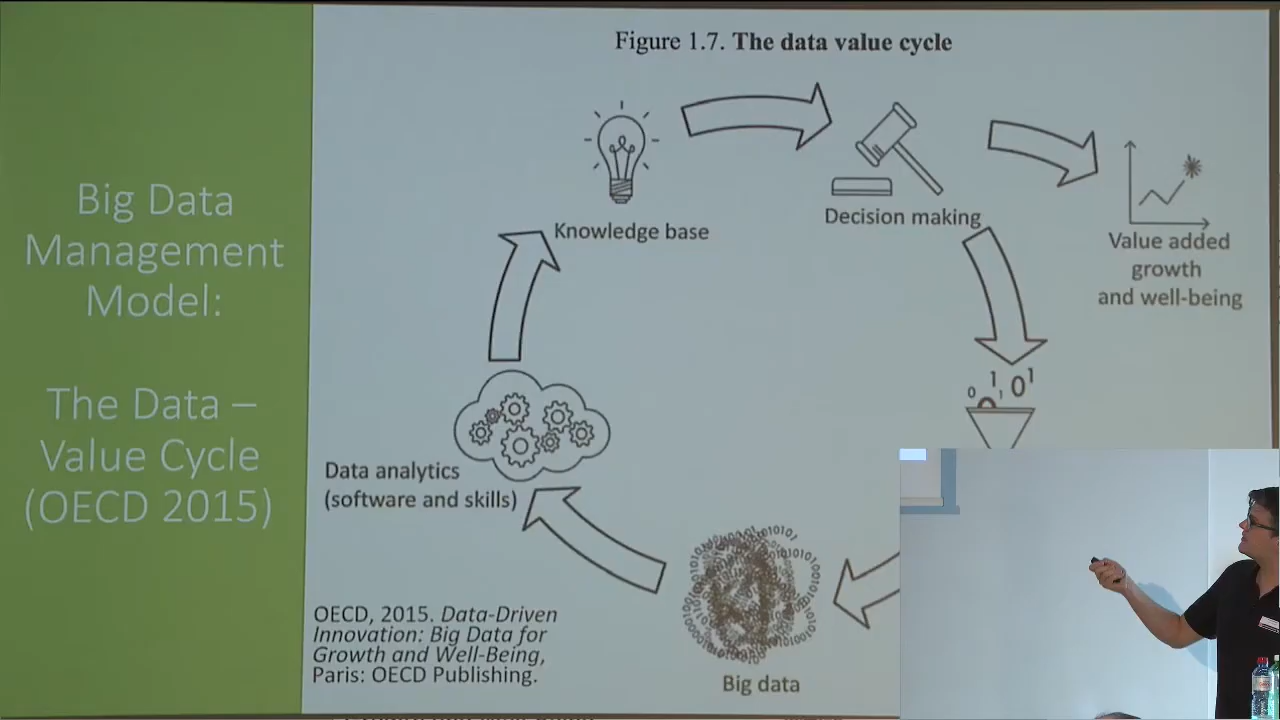 Big Data
Management
Model:
The Data –
Value Cycle
(OECD 2015)
Figure 1.7. The data value cycle
Knowledge base
Decision making
Value added
growth
and well-being
Data analytics
(software and skills)
Big data
OECD, 2015. Data-Driven
Innovation: Big Data for
Growth and Well-Being,
Paris: OECD Publishing.